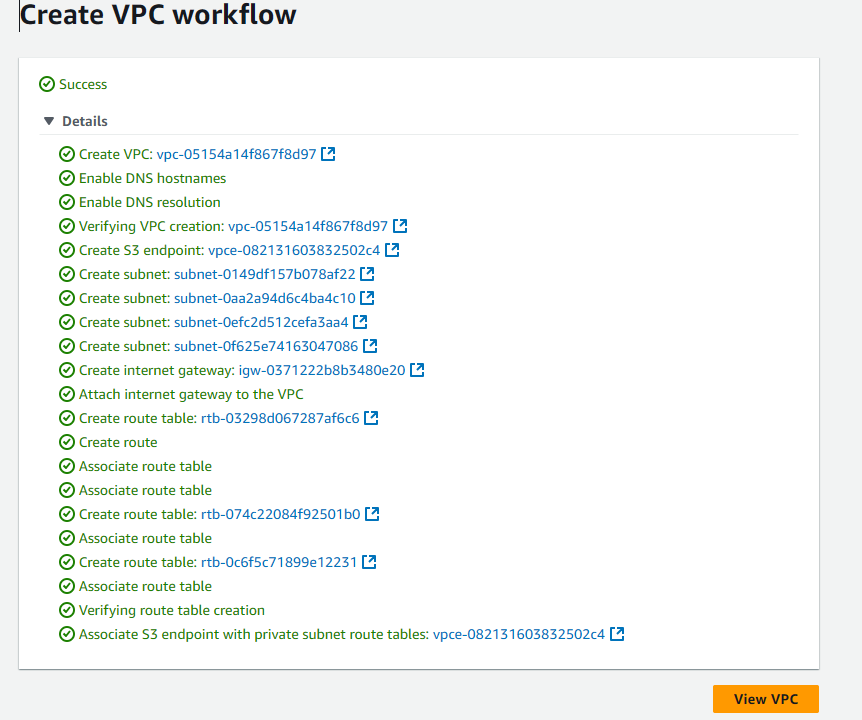 Create VPC workflow
Success
Details
Create VPC: vpc-05154a14f867f8d97
Enable DNS hostnames
Enable DNS resolution
Verifying VPC creation: vpc-05154a14f867f8d97
Create S3 endpoint: vpce-082131603832502c4
Create subnet: subnet-0149df157b078af22
Create subnet: subnet-0aa2a94d6c4ba4c10
Create subnet: subnet-0efc2d512cefa3aa4
Create subnet: subnet-0f625e74163047086
Create internet gateway: igw-0371222b8b3480e20
Attach internet gateway to the VPC
Create route table: rtb-03298d067287af6c6
Create route
Associate route table
Associate route table
Create route table: rtb-074c22084f92501b0
Associate route table
Create route table: rtb-0c6f5c71899e12231
Associate route table
Verifying route table creation
Associate S3 endpoint with private subnet route tables: vpce-082131603832502c4
View VPC